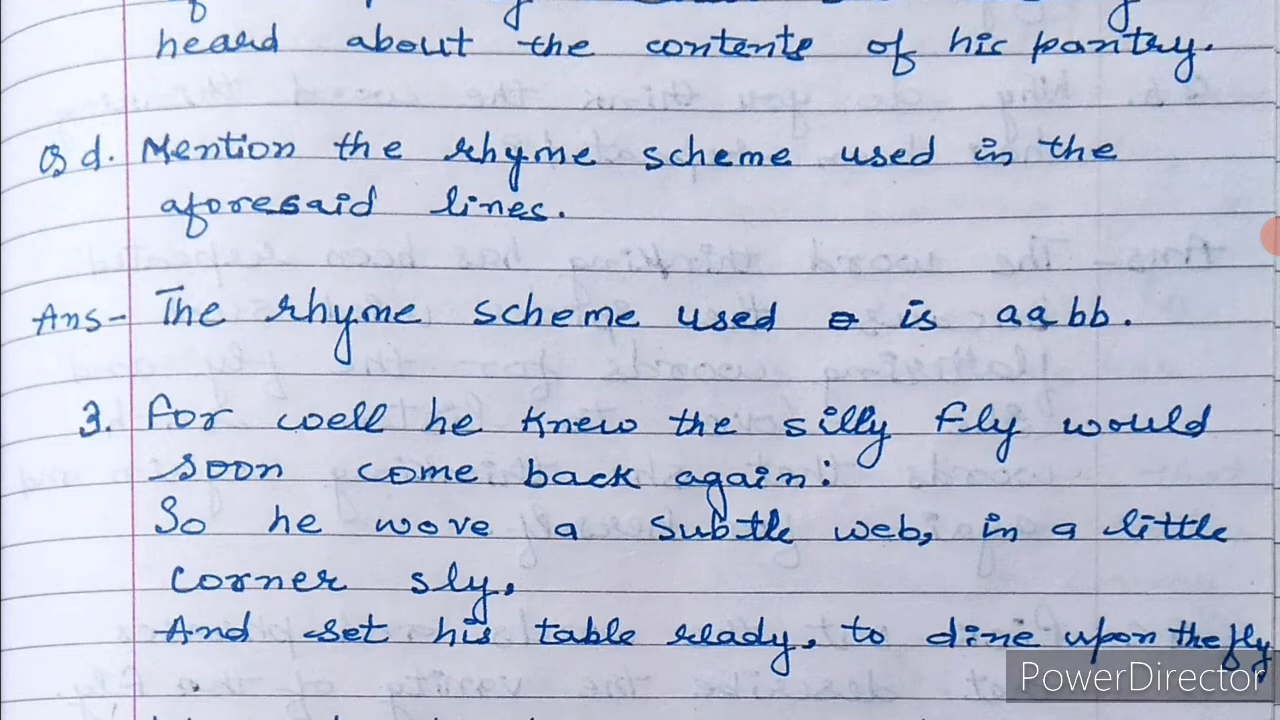 heard about the contents of his pantry.
Q d. Mention the rhyme scheme used in the
aforesaid lines.
Ans- The rhyme scheme used is aabb.
3. For well he knew the silly fly would
soon come back again:
So he wove a subtle web, in a little
corner sly,
And set his table ready, to dine upon the fly
PowerDirector